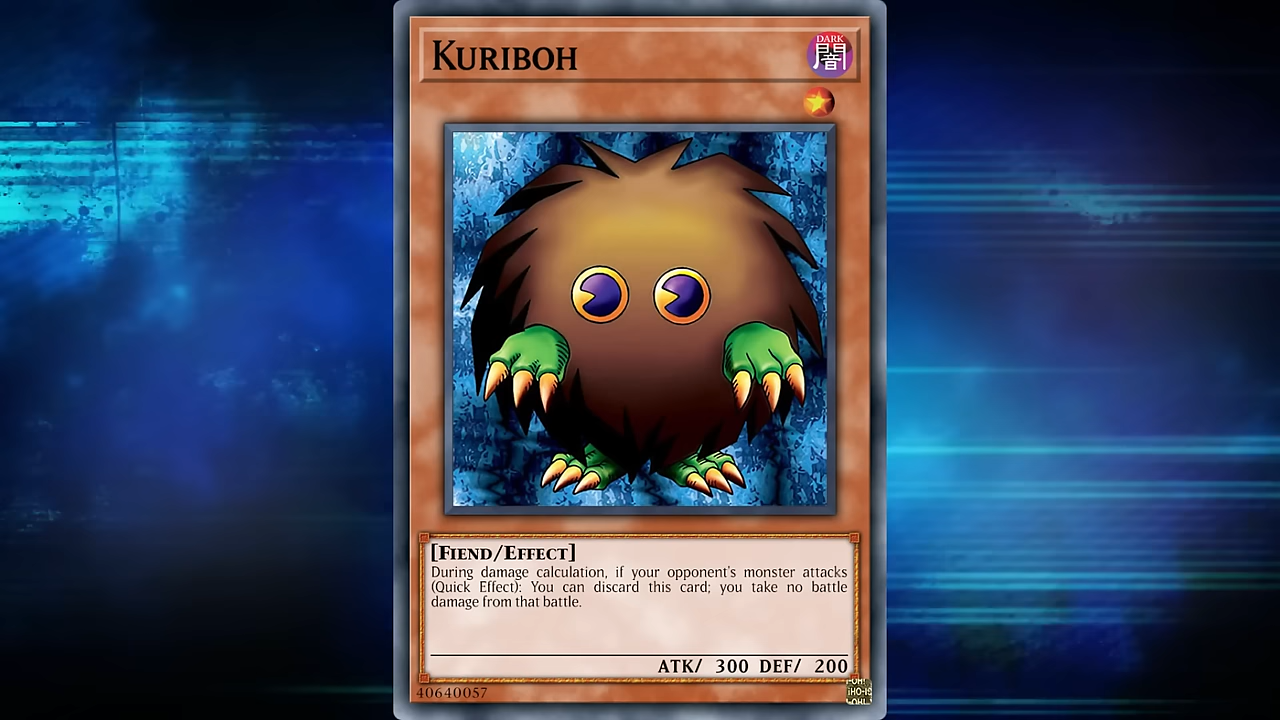 KURIBOH
DARK
闇
[FIEND/EFFECT]
During damage calculation, if your opponent's monster attacks
(Quick Effect): You can discard this card; you take no battle
damage from that battle.
ATK/ 300 DEF/ 200
40640057